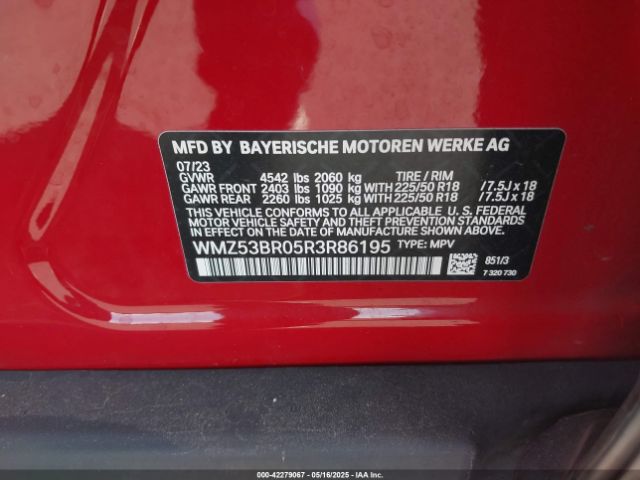 MFD BY BAYERISCHE MOTOREN WERKE AG
07/23
GVWR 4542 lbs 2060 kg TIRE / RIM
GAWR FRONT 2403 lbs 1090 kg WITH 225/50 R18 / 7.5J x 18
GAWR REAR 2260 lbs 1025 kg WITH 225/50 R18 / 7.5J x 18
THIS VEHICLE CONFORMS TO ALL APPLICABLE U. S. FEDERAL
MOTOR VEHICLE SAFETY, BUMPER, AND THEFT PREVENTION STANDARDS
IN EFFECT ON THE DATE OF MANUFACTURE SHOWN ABOVE.
WMZ53BR05R3R86195 TYPE: MPV
851/3
7 320 730
000-42279067 - 05/16/2025 - IAA Inc.